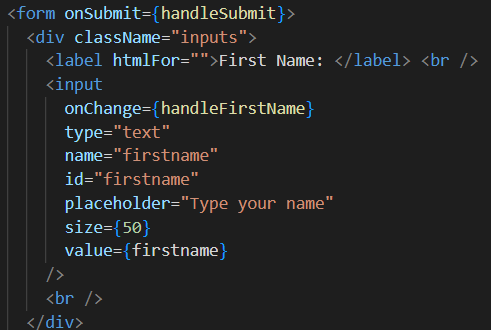 <form onSubmit={handleSubmit}>
<div className="inputs">
<label htmlFor="">First Name: </label> <br />
<input
onChange={handleFirstName}
type="text"
name="firstname"
id="firstname"
placeholder="Type your name"
size={50}
value={firstname}
/>
<br />
</div>